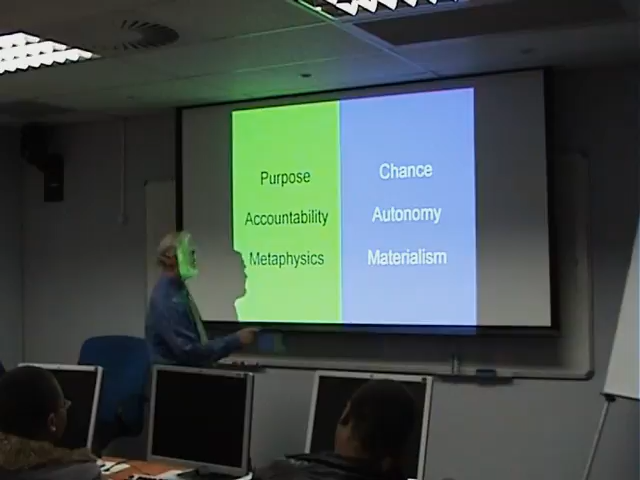 Purpose
Accountability
Metaphysics
Chance
Autonomy
Materialism